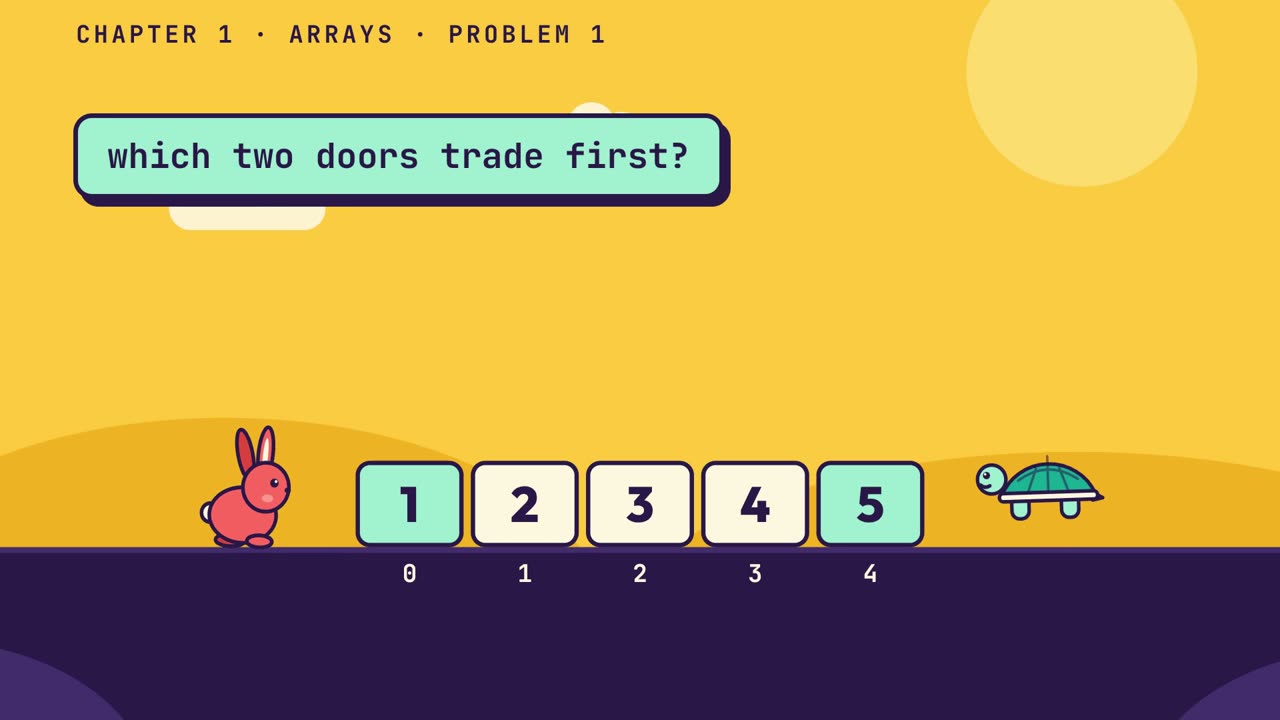 CHAPTER 1 · ARRAYS · PROBLEM 1
which two doors trade first?
1 2 3 4 5
0 1 2 3 4